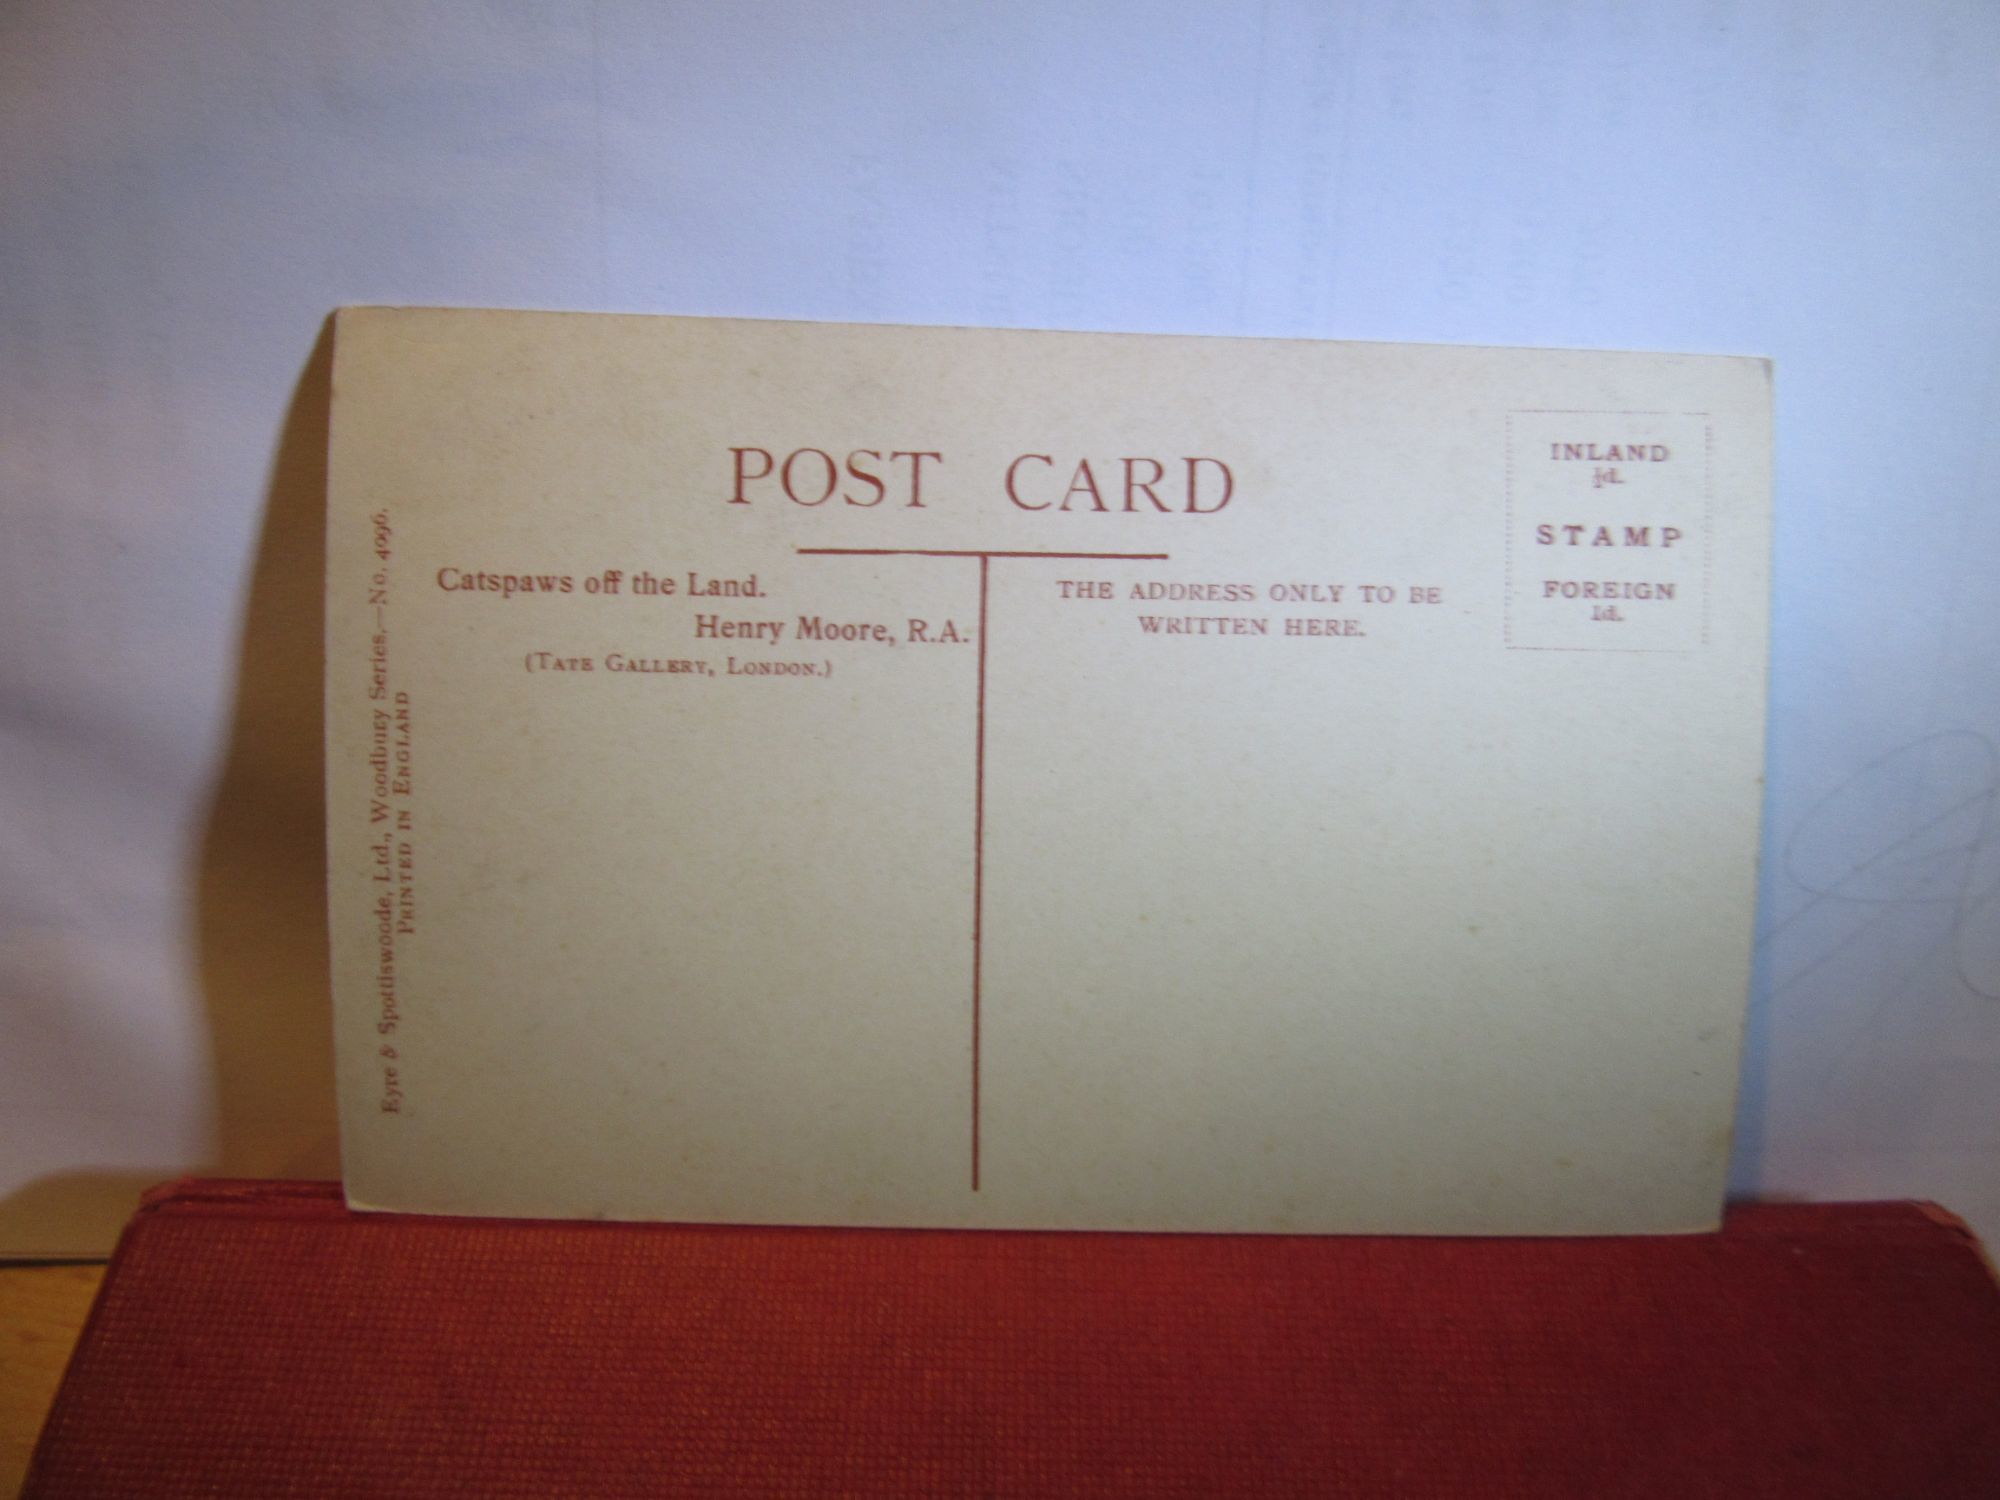 POST CARD
Catspaws off the Land.
Henry Moore, R.A.
(TATE GALLERY, LONDON.)
THE ADDRESS ONLY TO BE
WRITTEN HERE.
INLAND
½d.
STAMP
FOREIGN
1d.
Eyre & Spottiswoode, Ltd., Woodbury Series.—No. 4096.
PRINTED IN ENGLAND